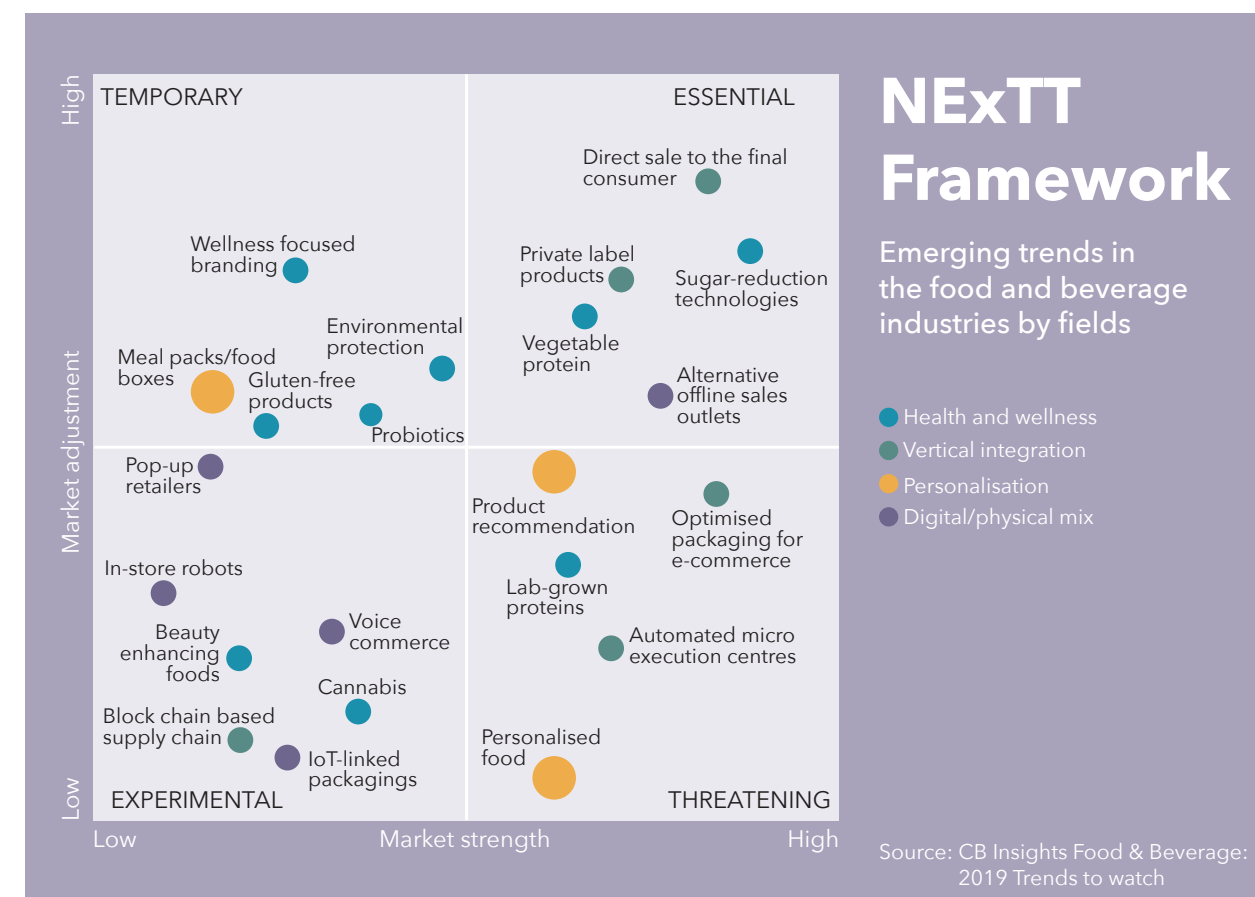 NExTT
Framework
Emerging trends in
the food and beverage
industries by fields
Health and wellness
Vertical integration
Personalisation
Digital/physical mix
High
Market adjustment
Low
TEMPORARY
Wellness focused
branding
Environmental
protection
Meal packs/food
boxes
Gluten-free
products
Probiotics
ESSENTIAL
Direct sale to the final
consumer
Private label
products
Sugar-reduction
technologies
Vegetable
protein
Alternative
offline sales
outlets
Pop-up
retailers
In-store robots
Voice
commerce
Beauty
enhancing
foods
Cannabis
Block chain based
supply chain
IoT-linked
packagings
EXPERIMENTAL
Product
recommendation
Optimised
packaging for
e-commerce
Lab-grown
proteins
Automated micro
execution centres
Personalised
food
THREATENING
Low
Market strength
High
Source: CB Insights Food & Beverage:
2019 Trends to watch